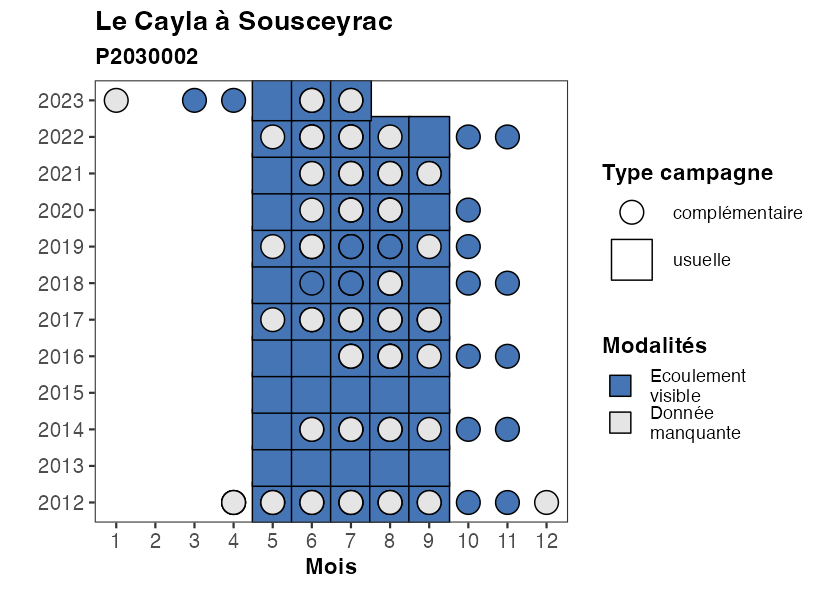 Le Cayla à Sousceyrac
P2030002
2023
2022
2021
2020
2019
2018
2017
2016
2015
2014
2013
2012
1 2 3 4 5 6 7 8 9 10 11 12
Mois
Type campagne
complémentaire
usuelle
Modalités
Ecoulement
visible
Donnée
manquante